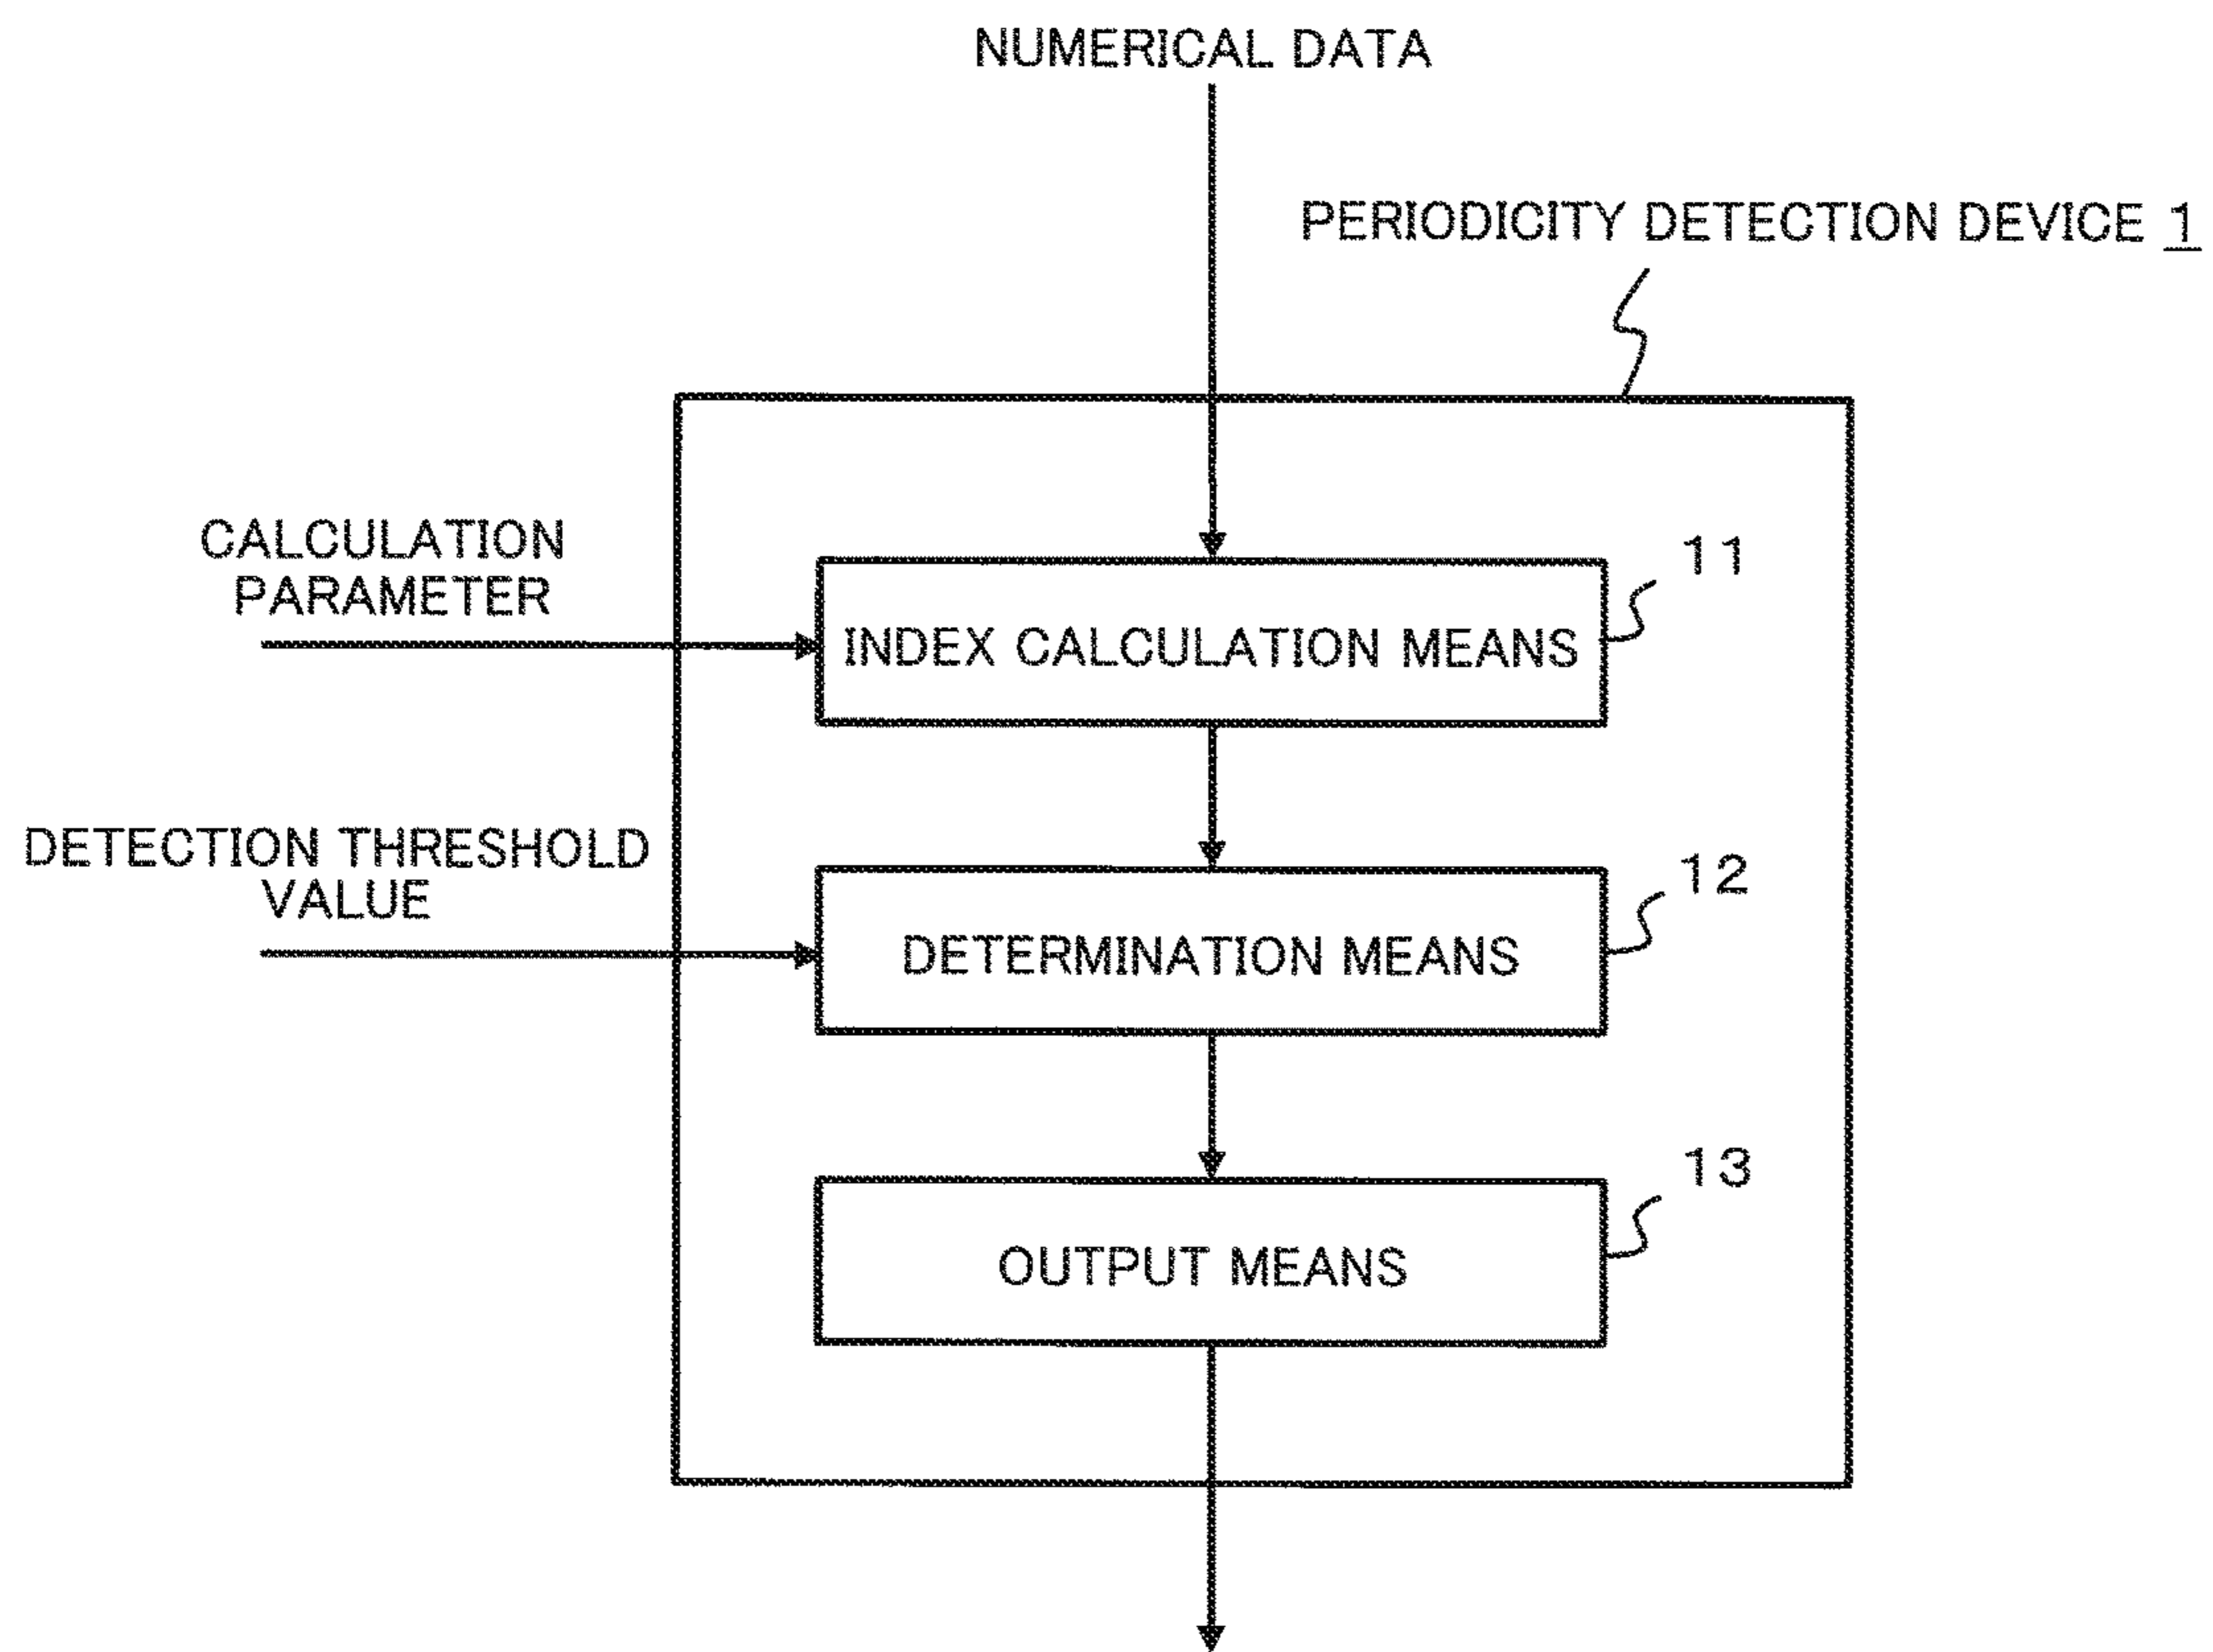 NUMERICAL DATA
PERIODICITY DETECTION DEVICE 1
CALCULATION
PARAMETER
11
INDEX CALCULATION MEANS
DETECTION THRESHOLD
VALUE
12
DETERMINATION MEANS
13
OUTPUT MEANS